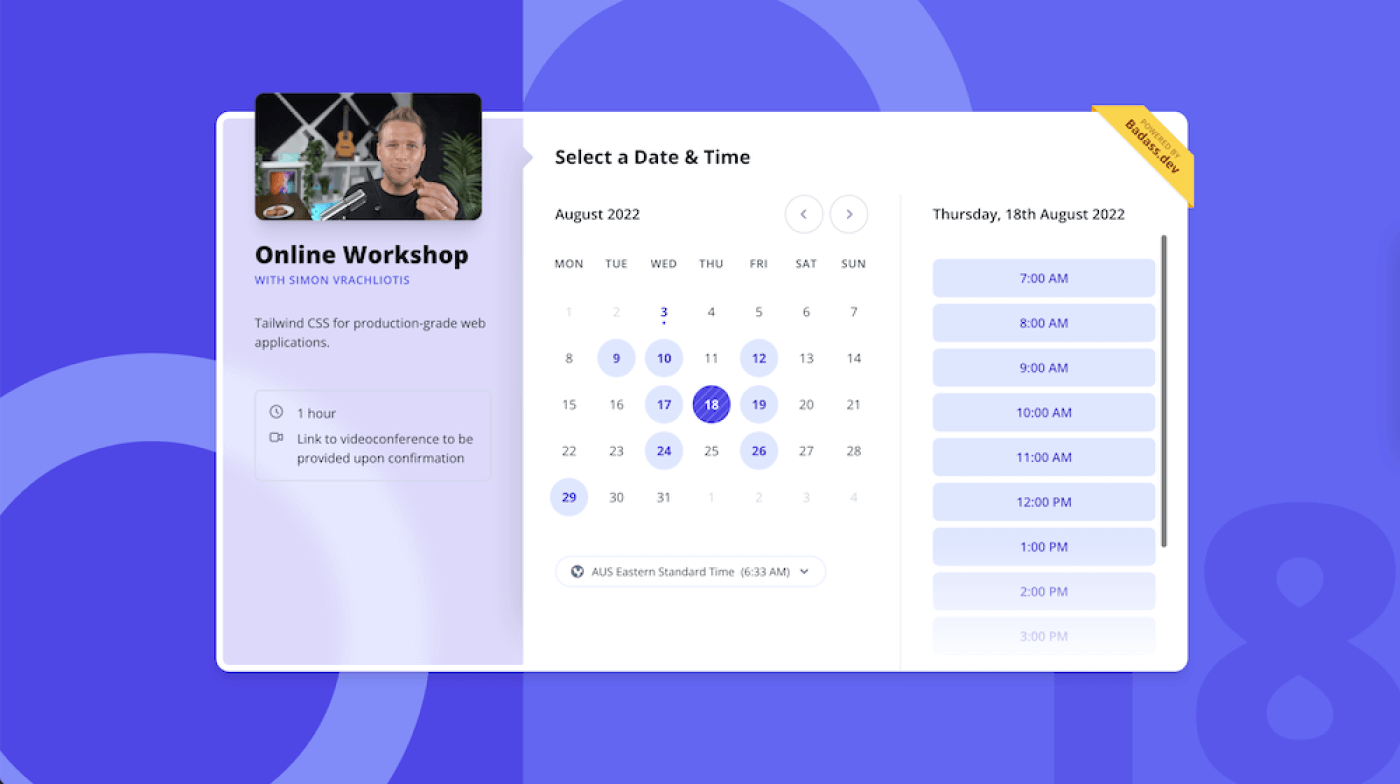 POWERED BY
Badass.dev
Online Workshop
WITH SIMON VRACHLIOTIS
Tailwind CSS for production-grade web
applications.
1 hour
Link to videoconference to be
provided upon confirmation
Select a Date & Time
August 2022
MON TUE WED THU FRI SAT SUN
1 2 3 4 5 6 7
8 9 10 11 12 13 14
15 16 17 18 19 20 21
22 23 24 25 26 27 28
29 30 31 1 2 3 4
AUS Eastern Standard Time (6:33 AM)
Thursday, 18th August 2022
7:00 AM
8:00 AM
9:00 AM
10:00 AM
11:00 AM
12:00 PM
1:00 PM
2:00 PM
3:00 PM
18